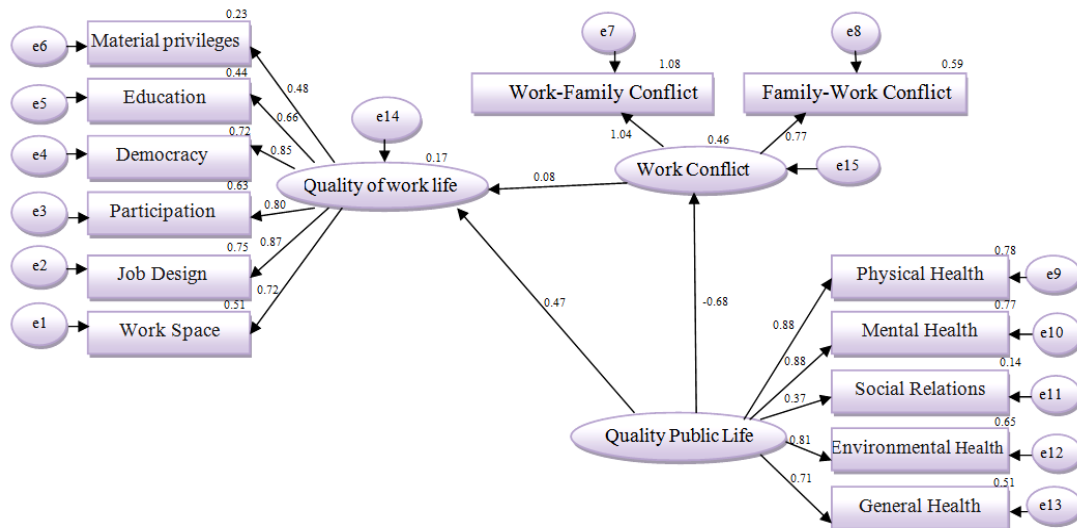 0.23
e6
Material privileges
0.44
0.48
e5
Education
0.66
0.72
e4
Democracy
0.85
0.63
e3
Participation
0.80
0.75
e2
Job Design
0.87
0.51
0.72
e1
Work Space
e14
0.17
Quality of work life
e7
1.08
Work-Family Conflict
e8
0.59
Family-Work Conflict
1.04
0.77
0.46
Work Conflict
e15
0.08
0.47
-0.68
Quality Public Life
0.78
Physical Health
e9
0.88
0.77
Mental Health
e10
0.88
0.14
Social Relations
e11
0.37
0.65
Environmental Health
e12
0.81
0.51
General Health
e13
0.71